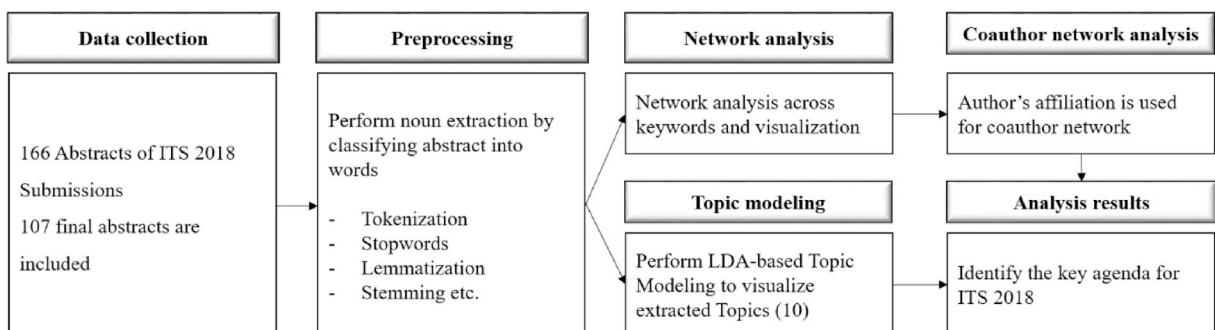 Data collection
166 Abstracts of ITS 2018
Submissions
107 final abstracts are
included
Preprocessing
Perform noun extraction by
classifying abstract into
words
- Tokenization
- Stopwords
- Lemmatization
- Stemming etc.
Network analysis
Network analysis across
keywords and visualization
Topic modeling
Perform LDA-based Topic
Modeling to visualize
extracted Topics (10)
Coauthor network analysis
Author's affiliation is used
for coauthor network
Analysis results
Identify the key agenda for
ITS 2018